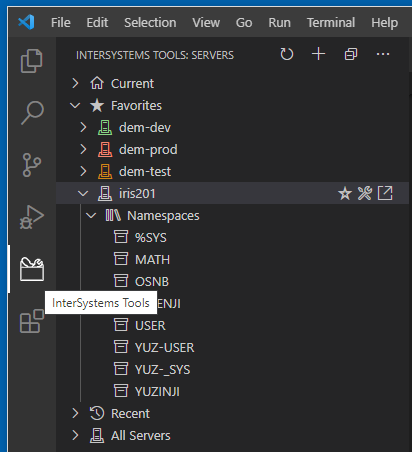 File Edit Selection View Go Run Terminal Help
INTERSYSTEMS TOOLS: SERVERS
Current
Favorites
dem-dev
dem-prod
dem-test
iris201
Namespaces
%SYS
MATH
OSNB
InterSystems Tools
ENJI
USER
YUZ-USER
YUZ-_SYS
YUZINJI
Recent
All Servers